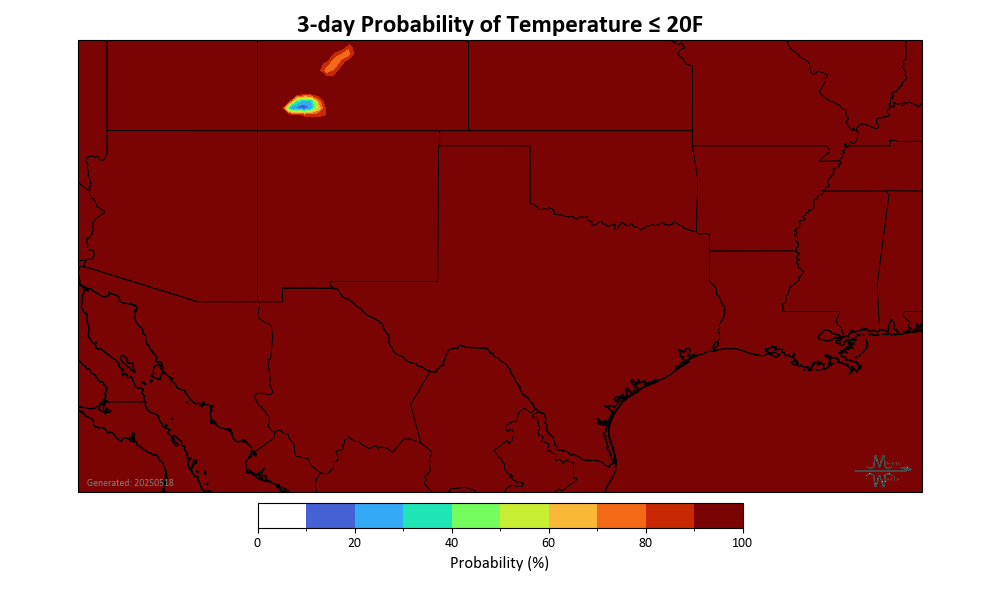 3-day Probability of Temperature ≤ 20F
Generated: 20250518
0 20 40 60 80 100
Probability (%)